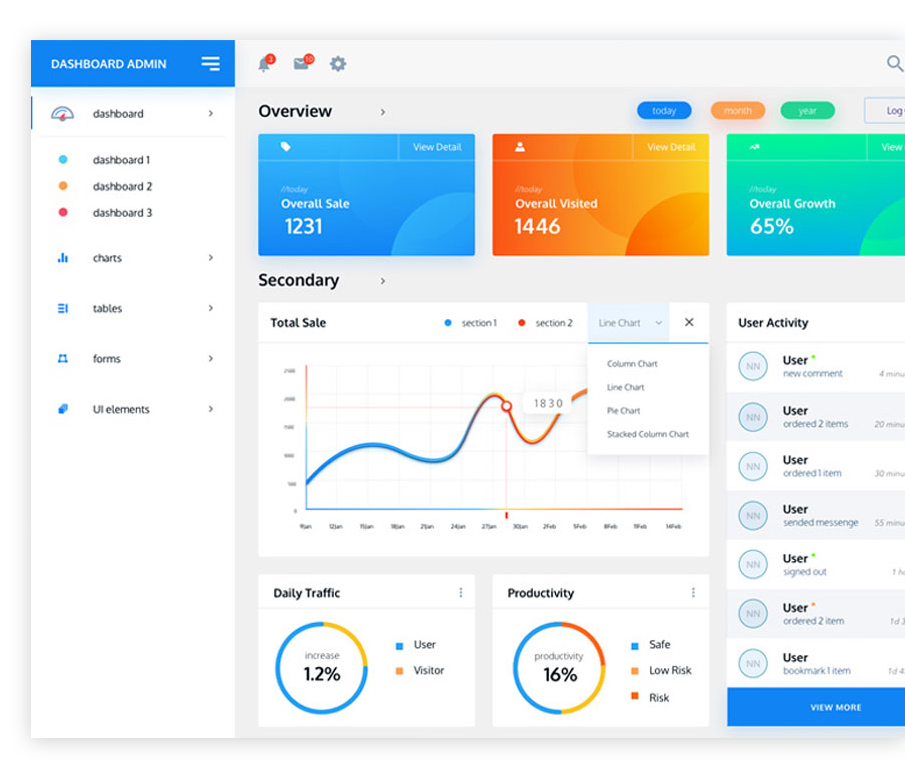 DASHBOARD ADMIN
3
10
dashboard
dashboard 1
dashboard 2
dashboard 3
charts
tables
forms
UI elements
Overview
today
month
year
Log
View Detail
//today
Overall Sale
1231
View Detail
//today
Overall Visited
1446
View
//today
Overall Growth
65%
Secondary
Total Sale
section 1
section 2
Line Chart
Column Chart
Line Chart
Pie Chart
Stacked Column Chart
2500
2000
1500
1000
500
0
1830
9Jan 12Jan 15Jan 18Jan 21Jan 24Jan 27Jan 30Jan 2Feb 5Feb 8Feb 11Feb 14Feb
Daily Traffic
increase
1.2%
User
Visitor
Productivity
productivity
16%
Safe
Low Risk
Risk
User Activity
NN
User
new comment
4 minu
NN
User
ordered 2 items
20 minu
NN
User
ordered 1 item
30 minu
NN
User
sended messenge
55 minu
NN
User
signed out
1 h
NN
User
ordered 2 item
1d 3
NN
User
bookmark 1 item
1d 4
VIEW MORE